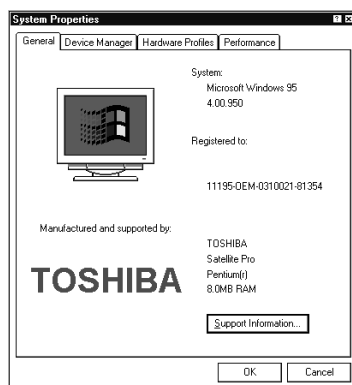 System Properties
General Device Manager Hardware Profiles Performance
System:
Microsoft Windows 95
4.00.950
Registered to:
11195-OEM-0310021-81354
Manufactured and supported by:
TOSHIBA
TOSHIBA
Satellite Pro
Pentium(r)
8.0MB RAM
Support Information...
OK Cancel